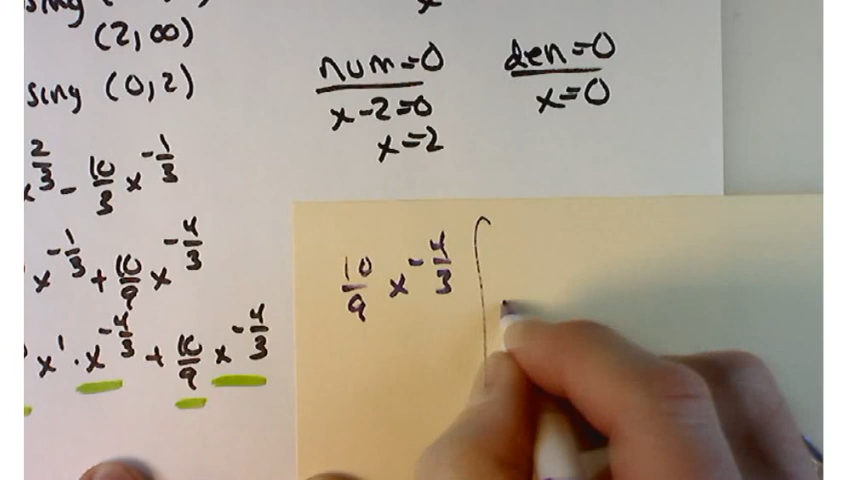 (2,∞)
sing (0,2)
x^{2/3} - 10/3 x^{-1/3}
x^{-1/3} + 10/9 x^{-4/3}
x^1 · x^{-4/3} + 10/9 x^{-4/3}
num=0
x-2=0
x=2
den=0
x=0
10/9 x^{-4/3} (